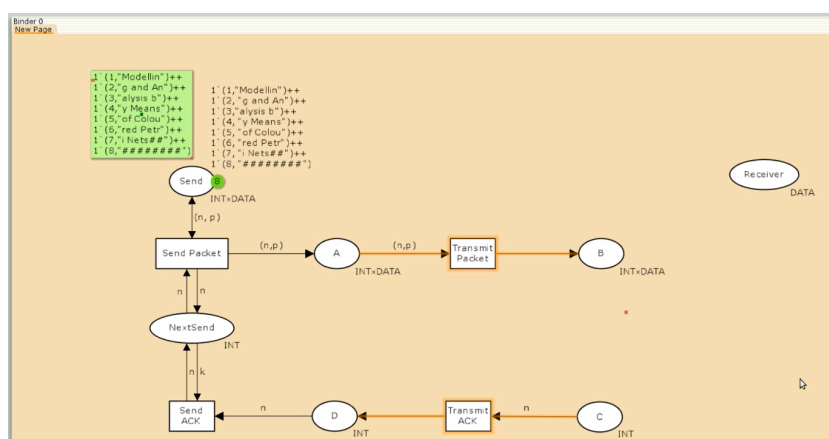 Binder 0
New Page
1`(1,"Modellin")++
1`(2,"g and An")++
1`(3,"alysis b")++
1`(4,"y Means")++
1`(5,"of Colou")++
1`(6,"red Petr")++
1`(7,"i Nets##")++
1`(8,"########")
1`(1,"Modellin")++
1`(2, "g and An")++
1`(3,"alysis b")++
1`(4, "y Means")++
1`(5, "of Colou")++
1`(6, "red Petr")++
1`(7, "i Nets##")++
1`(8, "########")
Send
8
INTxDATA
Receiver
DATA
(n, p)
Send Packet
(n,p)
A
INTxDATA
(n,p)
Transmit
Packet
B
INTxDATA
n
n
NextSend
INT
n
k
Send
ACK
n
D
INT
Transmit
ACK
n
C
INT